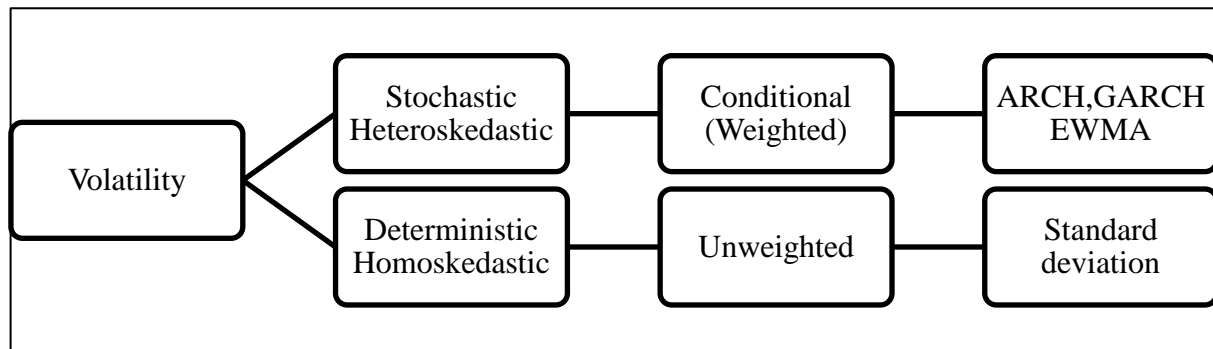 Volatility
Stochastic
Heteroskedastic
Conditional
(Weighted)
ARCH,GARCH
EWMA
Deterministic
Homoskedastic
Unweighted
Standard
deviation